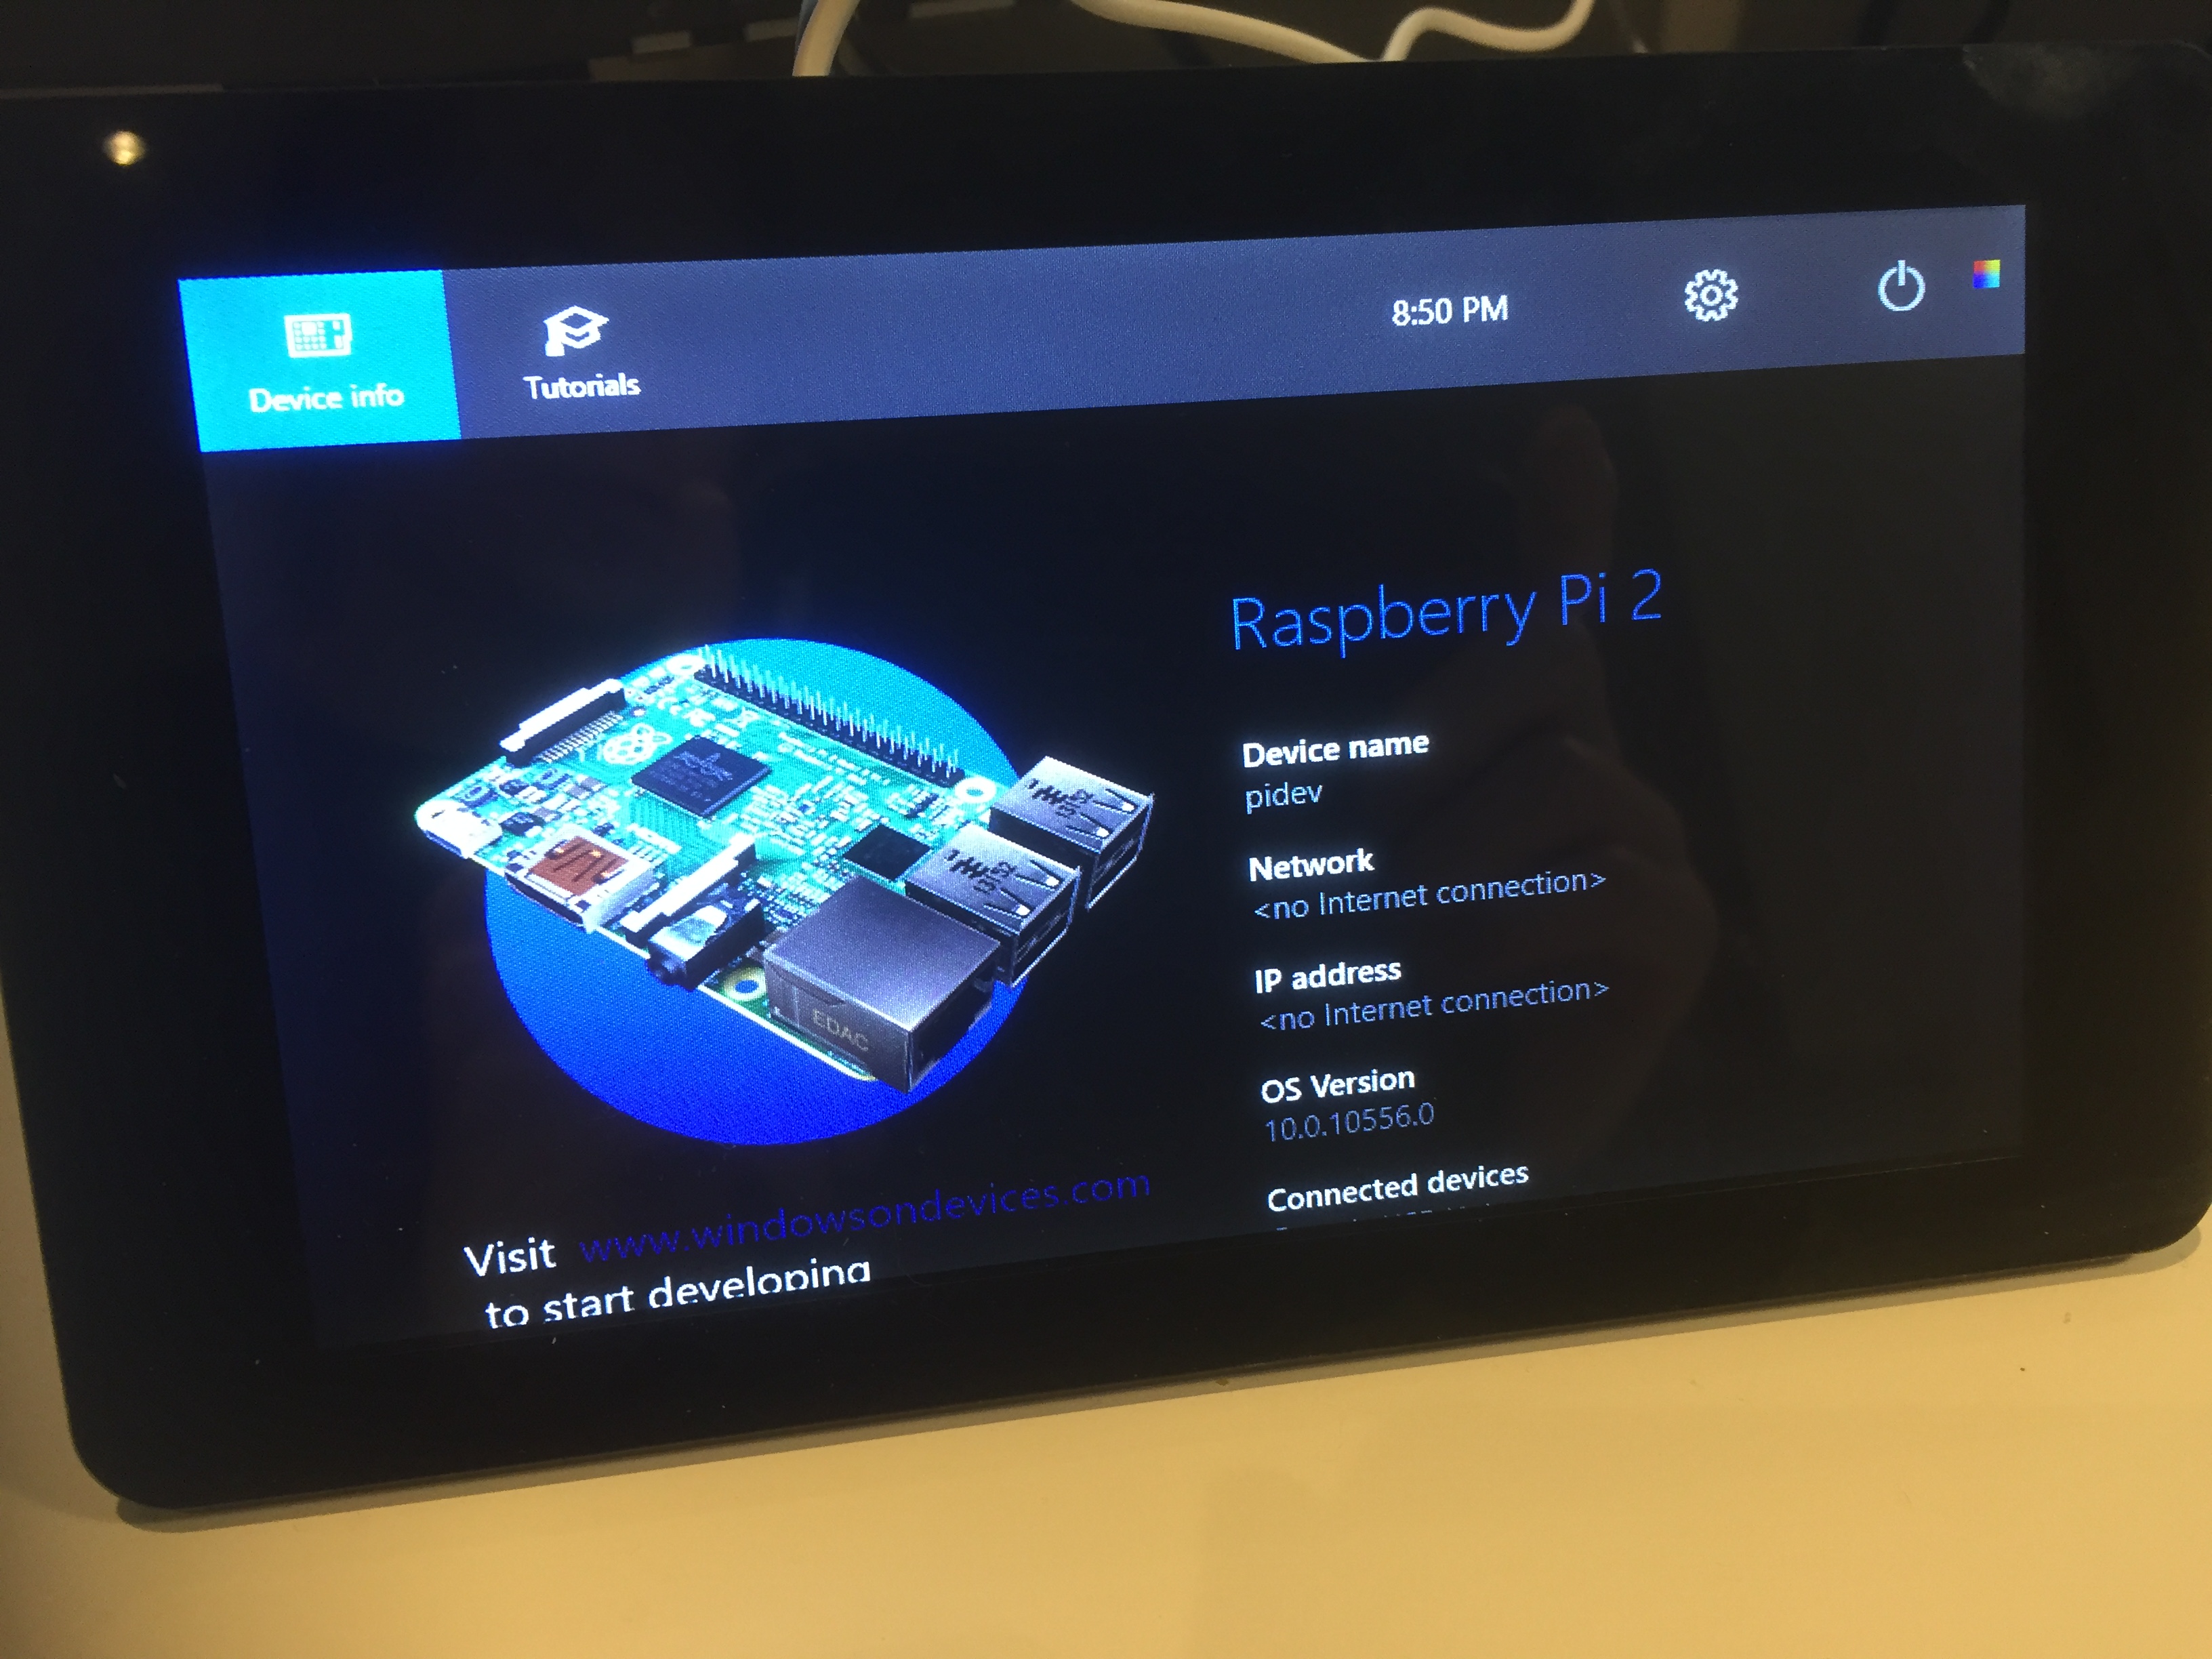 Device info
Tutorials
8:50 PM
Raspberry Pi 2
Device name
pidev
Network
<no Internet connection>
IP address
<no Internet connection>
OS Version
10.0.10556.0
Connected devices
EDAC
Visit www.windowsondevices.com
to start developing